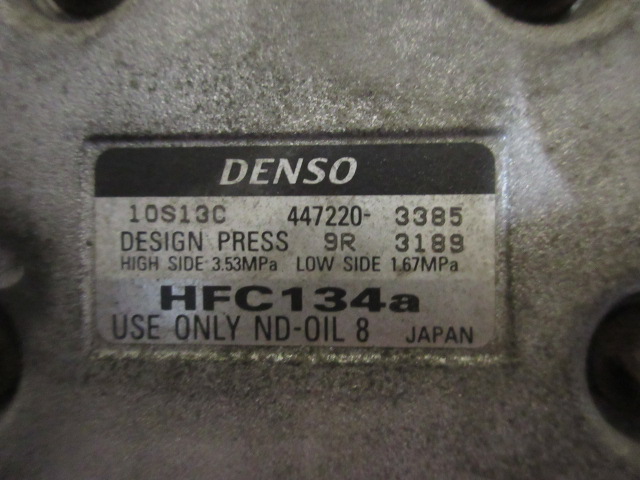 DENSO
10S13C 447220- 3385
DESIGN PRESS 9R 3189
HIGH SIDE 3.53MPa LOW SIDE 1.67MPa
HFC134a
USE ONLY ND-OIL 8 JAPAN